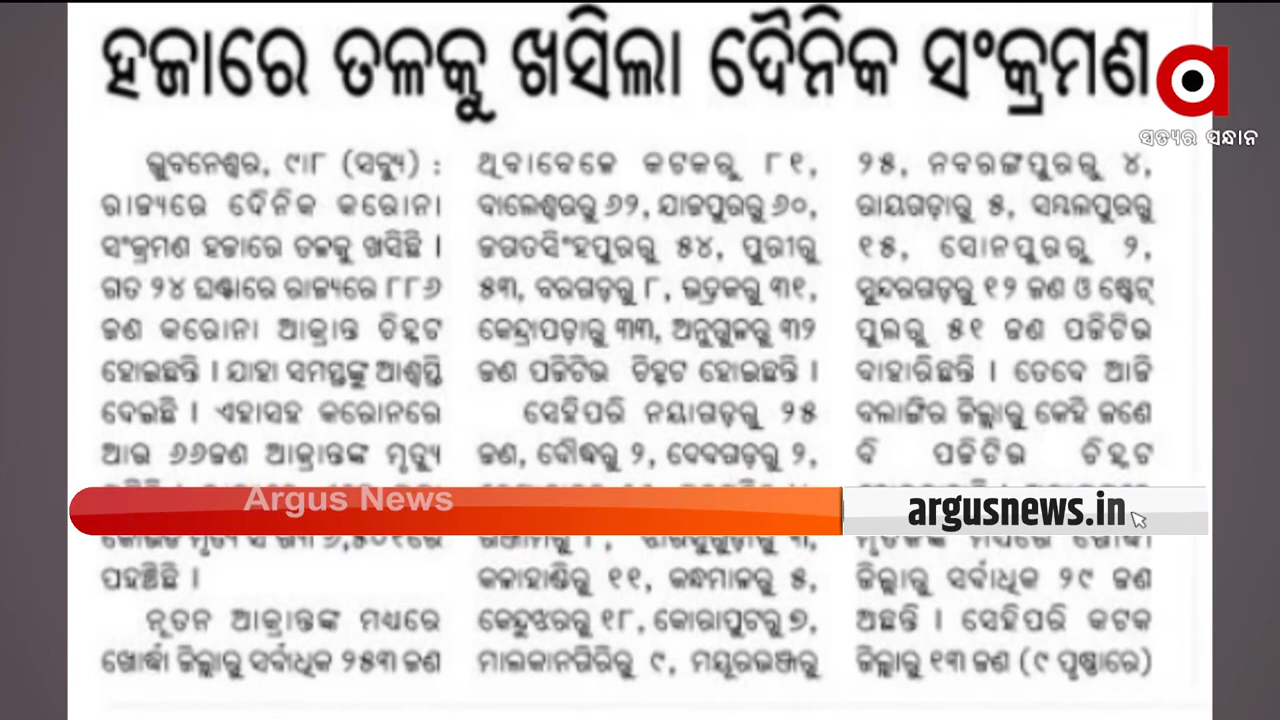 ହଜାରେ ତଳକୁ ଖସିଲା ଦୈନିକ ସଂକ୍ରମଣ
ସତ୍ୟର ସନ୍ଧାନ
ଭୁବନେଶ୍ୱର, ୯ା୮ (ସବ୍ୟୁ) :
ରାଜ୍ୟରେ ଦୈନିକ କରୋନା
ସଂକ୍ରମଣ ହଜାରେ ତଳକୁ ଖସିଛି ।
ଗତ ୨୪ ଘଣ୍ଟାରେ ରାଜ୍ୟରେ ୮୮୬
ଜଣ କରୋନା ଆକ୍ରାନ୍ତ ଚିହ୍ନଟ
ହୋଇଛନ୍ତି । ଯାହା ସମସ୍ତଙ୍କୁ ଆଶ୍ୱସ୍ତି
ଦେଇଛି । ଏହାସହ କରୋନାରେ
ଆଉ ୬୬ଜଣ ଆକ୍ରାନ୍ତଙ୍କ ମୃତ୍ୟୁ
ପହଞ୍ଚିଛି ।
ନୂତନ ଆକ୍ରାନ୍ତଙ୍କ ମଧ୍ୟରେ
ଖୋର୍ଦ୍ଧା ଜିଲ୍ଲାରୁ ସର୍ବାଧିକ ୨୫୩ ଜଣ
ଥିବାବେଳେ କଟକରୁ ୮୧,
ବାଲେଶ୍ୱରରୁ ୬୨, ଯାଜପୁରରୁ ୬୦,
ଜଗତସିଂହପୁରରୁ ୫୪, ପୁରୀରୁ
୫୩, ବରଗଡ଼ରୁ ୮, ଭଦ୍ରକରୁ ୩୧,
କେନ୍ଦ୍ରାପଡ଼ାରୁ ୩୩, ଅନୁଗୁଳରୁ ୩୨
ଜଣ ପଜିଟିଭ ଚିହ୍ନଟ ହୋଇଛନ୍ତି ।
ସେହିପରି ନୟାଗଡ଼ରୁ ୨୫
ଜଣ, ବୌଦ୍ଧରୁ ୨, ଦେବଗଡ଼ରୁ ୨,
କଳାହାଣ୍ଡିରୁ ୧୧, କନ୍ଧମାଳରୁ ୫,
କେନ୍ଦୁଝରରୁ ୧୮, କୋରାପୁଟରୁ ୭,
ମାଲକାନଗିରିରୁ ୯, ମୟୂରଭଞ୍ଜରୁ
୨୫, ନବରଙ୍ଗପୁରରୁ ୪,
ରାୟଗଡ଼ାରୁ ୫, ସମ୍ବଲପୁରରୁ
୧୫, ସୋନପୁରରୁ ୨,
ସୁନ୍ଦରଗଡ଼ରୁ ୧୨ ଜଣ ଓ ଷ୍ଟେଟ୍
ପୁଲରୁ ୫୧ ଜଣ ପଜିଟିଭ
ବାହାରିଛନ୍ତି । ତେବେ ଆଜି
ବଲାଙ୍ଗିର ଜିଲ୍ଲାରୁ କେହି ଜଣେ
ବି ପଜିଟିଭ ଚିହ୍ନଟ
ଜିଲ୍ଲାରୁ ସର୍ବାଧିକ ୨୯ ଜଣ
ଅଛନ୍ତି । ସେହିପରି କଟକ
ଜିଲ୍ଲାରୁ ୧୩ ଜଣ (୯ ପୃଷ୍ଠାରେ)
Argus News
argusnews.in